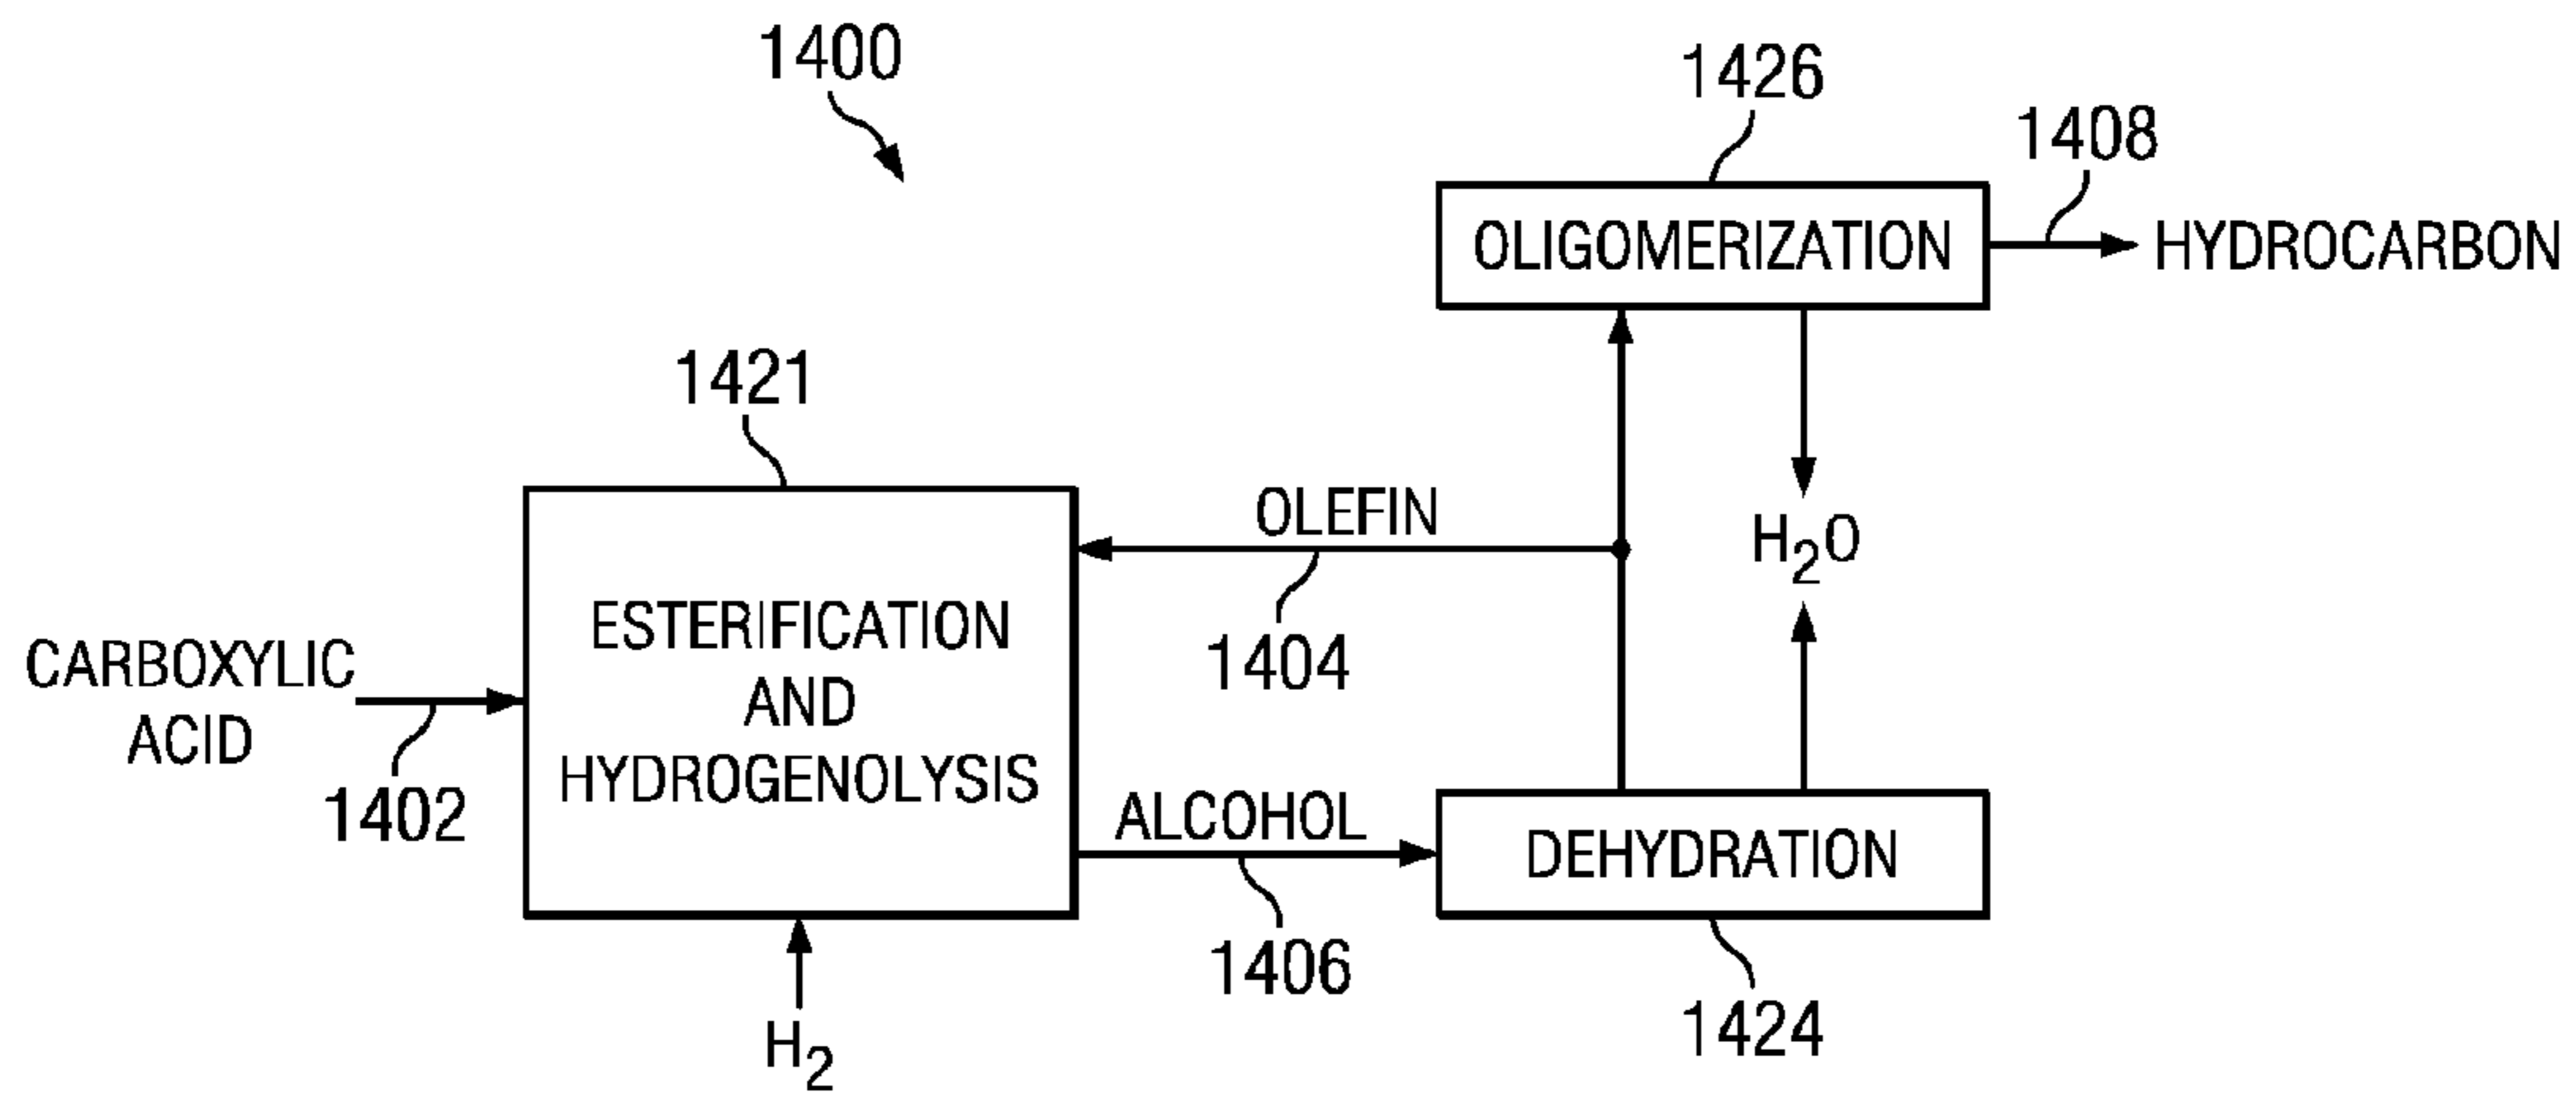 1400
1426
1408
OLIGOMERIZATION
HYDROCARBON
1421
OLEFIN
H2O
1404
ESTERIFICATION
AND
HYDROGENOLYSIS
CARBOXYLIC
ACID
1402
ALCOHOL
1406
DEHYDRATION
1424
H2